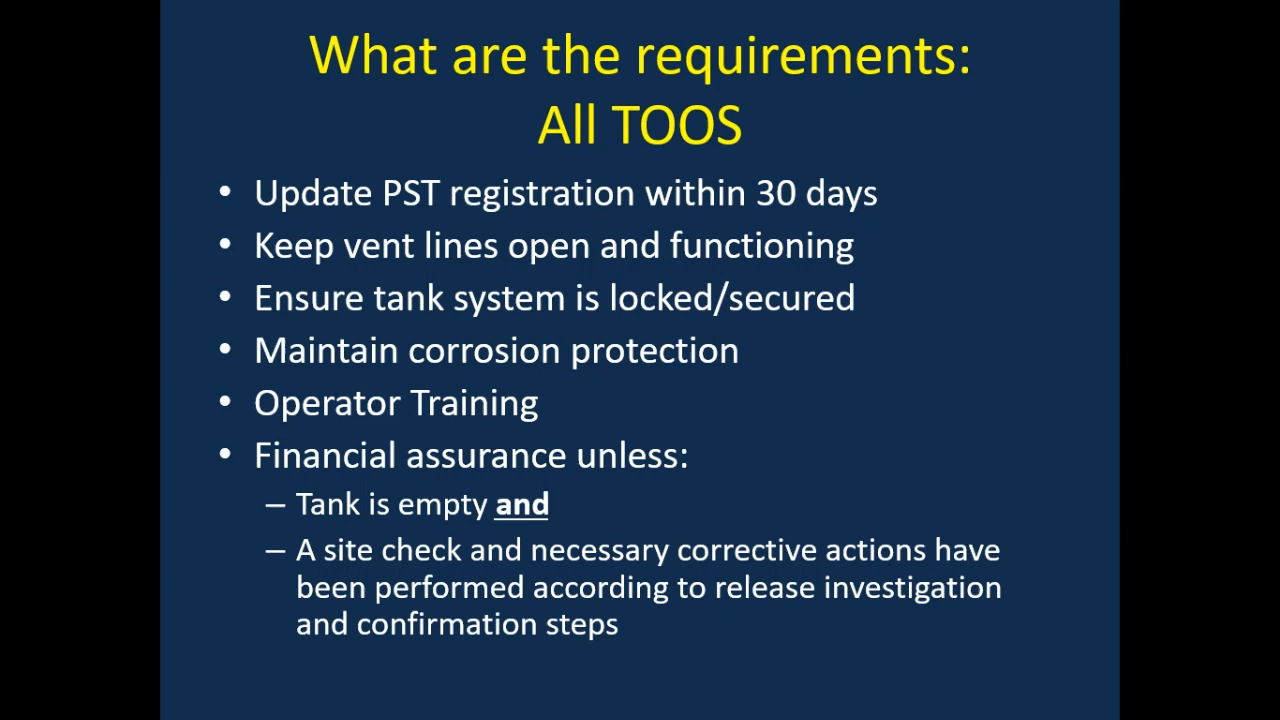 What are the requirements:
All TOOS
• Update PST registration within 30 days
• Keep vent lines open and functioning
• Ensure tank system is locked/secured
• Maintain corrosion protection
• Operator Training
• Financial assurance unless:
– Tank is empty and
– A site check and necessary corrective actions have
been performed according to release investigation
and confirmation steps